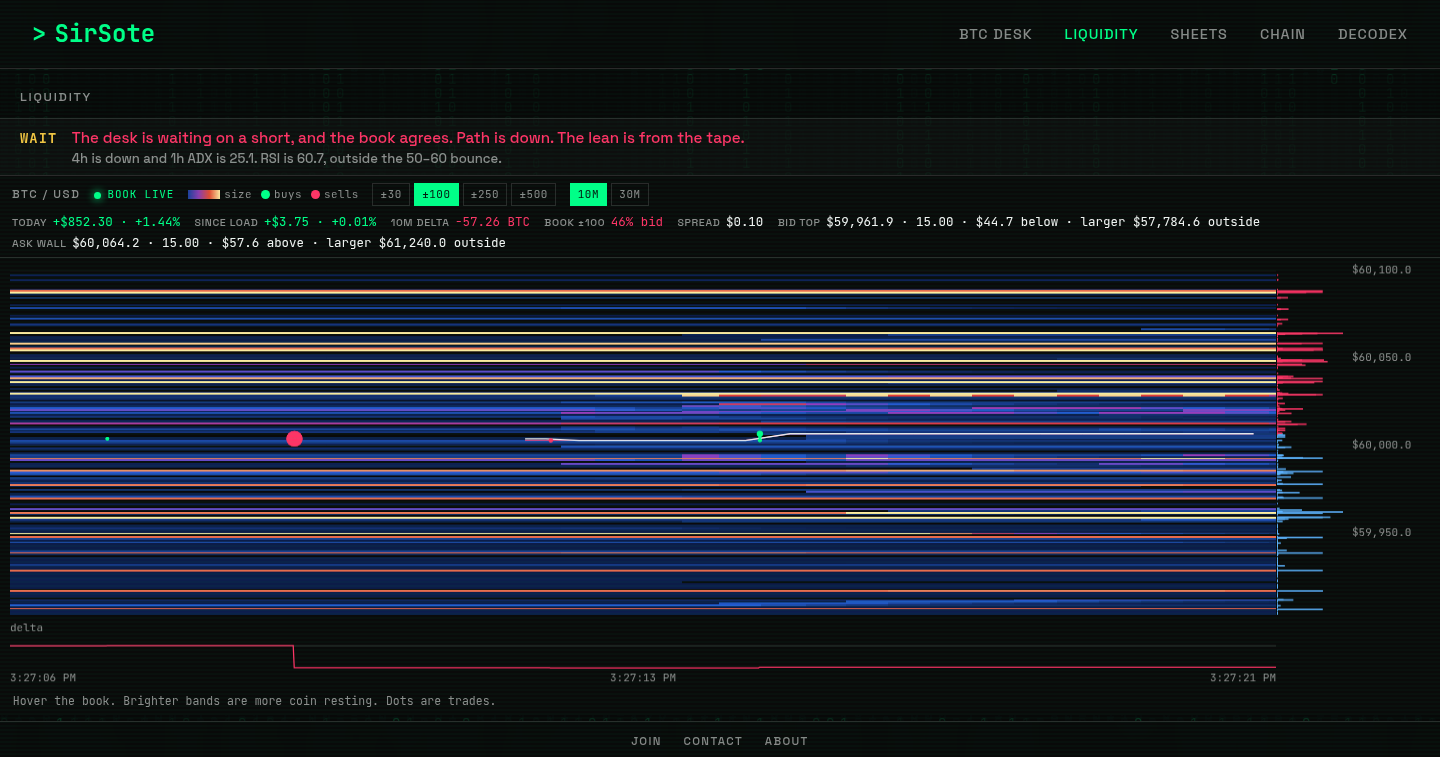 > SirSote
BTC DESK LIQUIDITY SHEETS CHAIN DECODEX
LIQUIDITY
WAIT The desk is waiting on a short, and the book agrees. Path is down. The lean is from the tape.
4h is down and 1h ADX is 25.1. RSI is 60.7, outside the 50–60 bounce.
BTC / USD BOOK LIVE size buys sells ±30 ±100 ±250 ±500 10M 30M
TODAY +$852.30 · +1.44% SINCE LOAD +$3.75 · +0.01% 10M DELTA -57.26 BTC BOOK ±100 46% bid SPREAD $0.10 BID TOP $59,961.9 · 15.00 · $44.7 below · larger $57,784.6 outside
ASK WALL $60,064.2 · 15.00 · $57.6 above · larger $61,240.0 outside
$60,100.0
$60,050.0
$60,000.0
$59,950.0
delta
3:27:06 PM 3:27:13 PM 3:27:21 PM
Hover the book. Brighter bands are more coin resting. Dots are trades.
JOIN CONTACT ABOUT